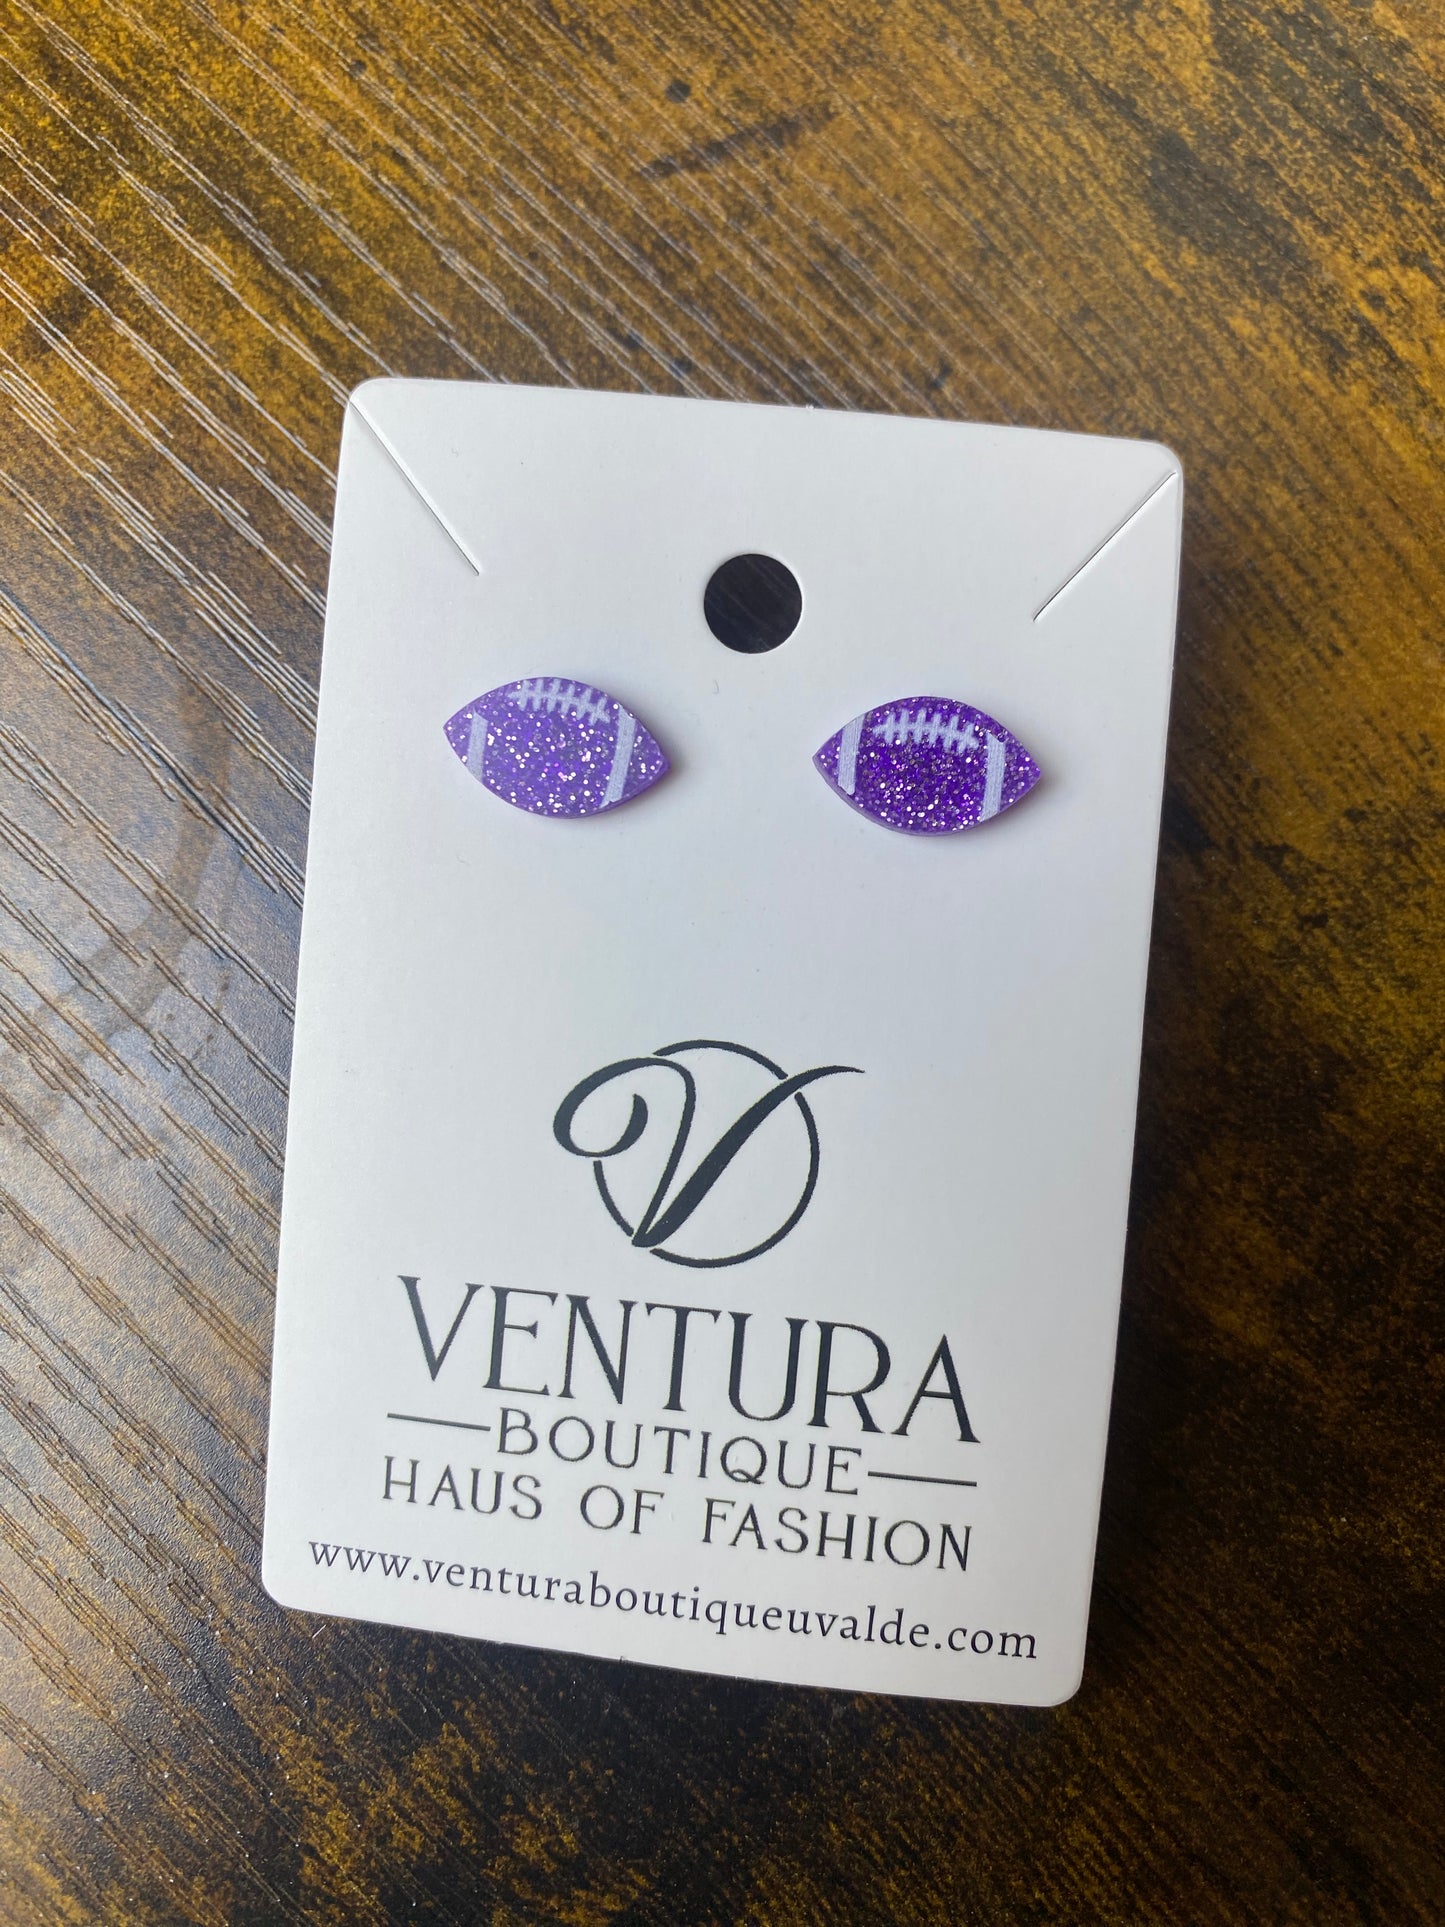 V
VENTURA
BOUTIQUE
HAUS OF FASHION
www.venturaboutiqueuvalde.com